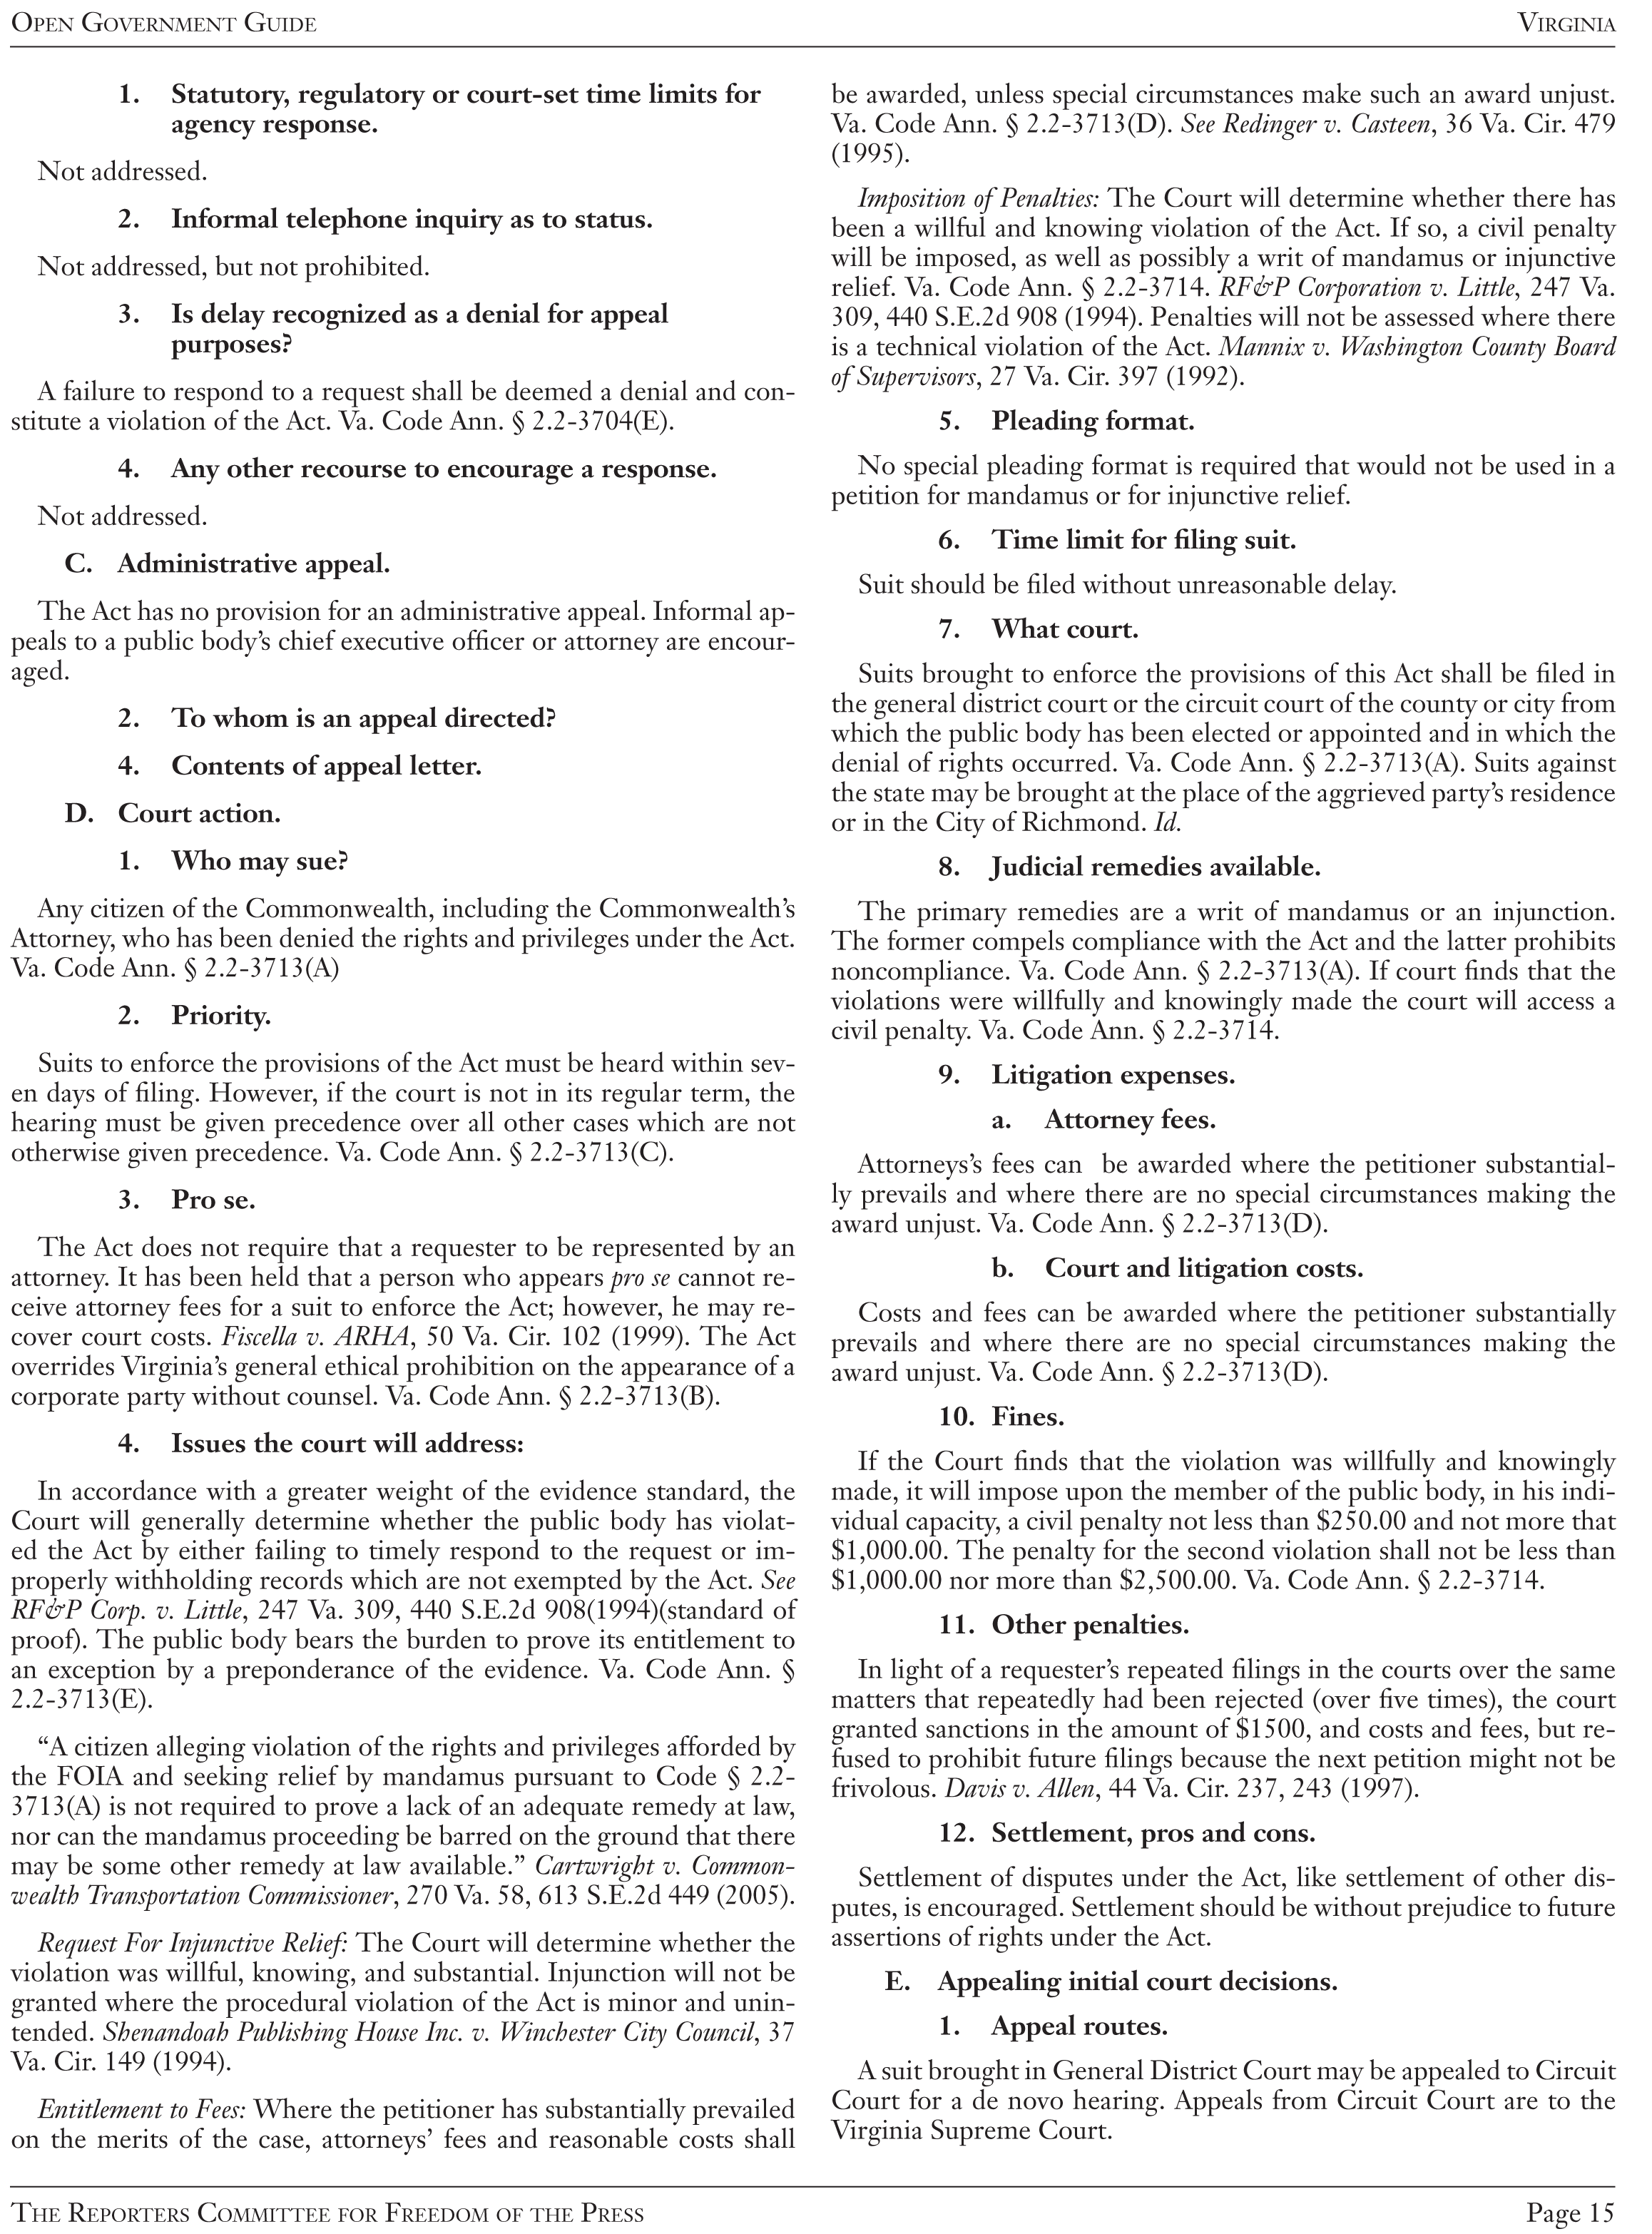 Open Government Guide
Virginia
1. Statutory, regulatory or court-set time limits for
agency response.
Not addressed.
2. Informal telephone inquiry as to status.
Not addressed, but not prohibited.
3. Is delay recognized as a denial for appeal
purposes?
A failure to respond to a request shall be deemed a denial and con-
stitute a violation of the Act. Va. Code Ann. § 2.2-3704(E).
4. Any other recourse to encourage a response.
Not addressed.
C. Administrative appeal.
The Act has no provision for an administrative appeal. Informal ap-
peals to a public body’s chief executive officer or attorney are encour-
aged.
2. To whom is an appeal directed?
4. Contents of appeal letter.
D. Court action.
1. Who may sue?
Any citizen of the Commonwealth, including the Commonwealth’s
Attorney, who has been denied the rights and privileges under the Act.
Va. Code Ann. § 2.2-3713(A)
2. Priority.
Suits to enforce the provisions of the Act must be heard within sev-
en days of filing. However, if the court is not in its regular term, the
hearing must be given precedence over all other cases which are not
otherwise given precedence. Va. Code Ann. § 2.2-3713(C).
3. Pro se.
The Act does not require that a requester to be represented by an
attorney. It has been held that a person who appears pro se cannot re-
ceive attorney fees for a suit to enforce the Act; however, he may re-
cover court costs. Fiscella v. ARHA, 50 Va. Cir. 102 (1999). The Act
overrides Virginia’s general ethical prohibition on the appearance of a
corporate party without counsel. Va. Code Ann. § 2.2-3713(B).
4. Issues the court will address:
In accordance with a greater weight of the evidence standard, the
Court will generally determine whether the public body has violat-
ed the Act by either failing to timely respond to the request or im-
properly withholding records which are not exempted by the Act. See
RF&P Corp. v. Little, 247 Va. 309, 440 S.E.2d 908(1994)(standard of
proof). The public body bears the burden to prove its entitlement to
an exception by a preponderance of the evidence. Va. Code Ann. §
2.2-3713(E).
“A citizen alleging violation of the rights and privileges afforded by
the FOIA and seeking relief by mandamus pursuant to Code § 2.2-
3713(A) is not required to prove a lack of an adequate remedy at law,
nor can the mandamus proceeding be barred on the ground that there
may be some other remedy at law available.” Cartwright v. Common-
wealth Transportation Commissioner, 270 Va. 58, 613 S.E.2d 449 (2005).
Request For Injunctive Relief: The Court will determine whether the
violation was willful, knowing, and substantial. Injunction will not be
granted where the procedural violation of the Act is minor and unin-
tended. Shenandoah Publishing House Inc. v. Winchester City Council, 37
Va. Cir. 149 (1994).
Entitlement to Fees: Where the petitioner has substantially prevailed
on the merits of the case, attorneys’ fees and reasonable costs shall
be awarded, unless special circumstances make such an award unjust.
Va. Code Ann. § 2.2-3713(D). See Redinger v. Casteen, 36 Va. Cir. 479
(1995).
Imposition of Penalties: The Court will determine whether there has
been a willful and knowing violation of the Act. If so, a civil penalty
will be imposed, as well as possibly a writ of mandamus or injunctive
relief. Va. Code Ann. § 2.2-3714. RF&P Corporation v. Little, 247 Va.
309, 440 S.E.2d 908 (1994). Penalties will not be assessed where there
is a technical violation of the Act. Mannix v. Washington County Board
of Supervisors, 27 Va. Cir. 397 (1992).
5. Pleading format.
No special pleading format is required that would not be used in a
petition for mandamus or for injunctive relief.
6. Time limit for filing suit.
Suit should be filed without unreasonable delay.
7. What court.
Suits brought to enforce the provisions of this Act shall be filed in
the general district court or the circuit court of the county or city from
which the public body has been elected or appointed and in which the
denial of rights occurred. Va. Code Ann. § 2.2-3713(A). Suits against
the state may be brought at the place of the aggrieved party’s residence
or in the City of Richmond. Id.
8. Judicial remedies available.
The primary remedies are a writ of mandamus or an injunction.
The former compels compliance with the Act and the latter prohibits
noncompliance. Va. Code Ann. § 2.2-3713(A). If court finds that the
violations were willfully and knowingly made the court will access a
civil penalty. Va. Code Ann. § 2.2-3714.
9. Litigation expenses.
a. Attorney fees.
Attorneys’s fees can be awarded where the petitioner substantial-
ly prevails and where there are no special circumstances making the
award unjust. Va. Code Ann. § 2.2-3713(D).
b. Court and litigation costs.
Costs and fees can be awarded where the petitioner substantially
prevails and where there are no special circumstances making the
award unjust. Va. Code Ann. § 2.2-3713(D).
10. Fines.
If the Court finds that the violation was willfully and knowingly
made, it will impose upon the member of the public body, in his indi-
vidual capacity, a civil penalty not less than $250.00 and not more that
$1,000.00. The penalty for the second violation shall not be less than
$1,000.00 nor more than $2,500.00. Va. Code Ann. § 2.2-3714.
11. Other penalties.
In light of a requester’s repeated filings in the courts over the same
matters that repeatedly had been rejected (over five times), the court
granted sanctions in the amount of $1500, and costs and fees, but re-
fused to prohibit future filings because the next petition might not be
frivolous. Davis v. Allen, 44 Va. Cir. 237, 243 (1997).
12. Settlement, pros and cons.
Settlement of disputes under the Act, like settlement of other dis-
putes, is encouraged. Settlement should be without prejudice to future
assertions of rights under the Act.
E. Appealing initial court decisions.
1. Appeal routes.
A suit brought in General District Court may be appealed to Circuit
Court for a de novo hearing. Appeals from Circuit Court are to the
Virginia Supreme Court.
The Reporters Committee for Freedom of the Press
Page 15